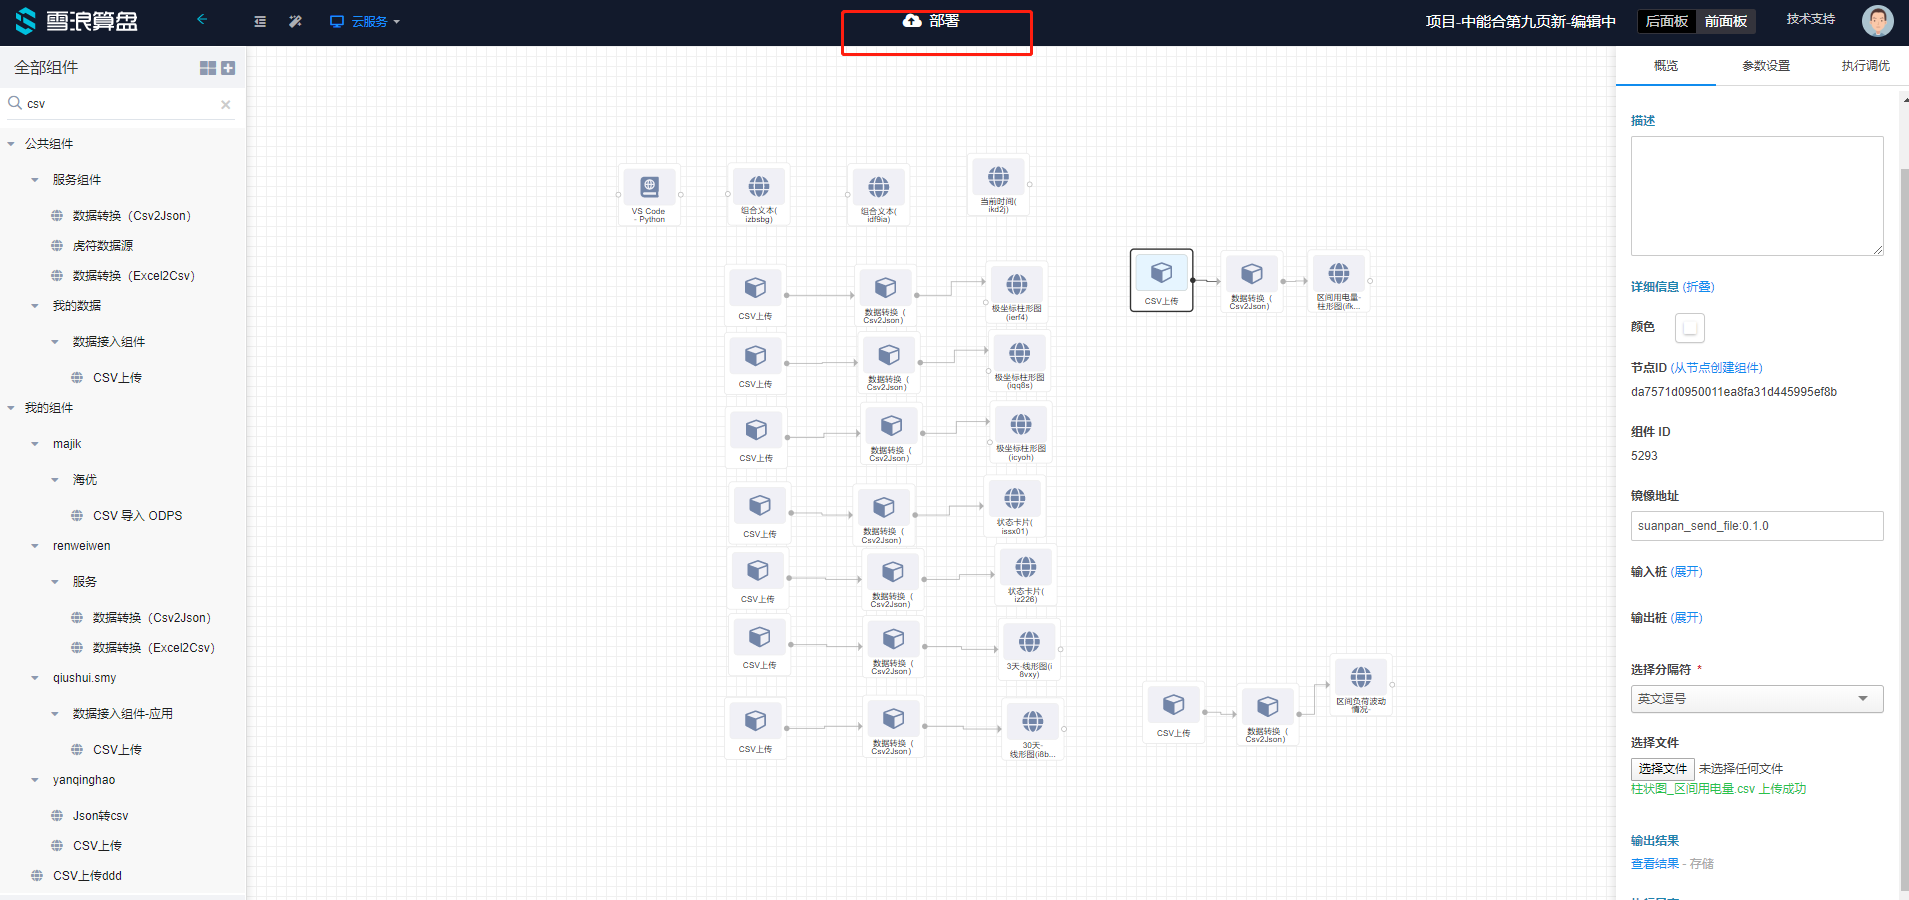 雪浪算盘
云服务
部署
项目-中能合第九页新-编辑中
后面板
前面板
技术支持
全部组件
csv
公共组件
服务组件
数据转换（Csv2Json）
虎符数据源
数据转换（Excel2Csv）
我的数据
数据接入组件
CSV上传
我的组件
majik
海优
CSV 导入 ODPS
renweiwen
服务
数据转换（Csv2Json）
数据转换（Excel2Csv）
qiushui.smy
数据接入组件-应用
CSV上传
yanqinghao
Json转csv
CSV上传
CSV上传ddd
VS Code
- Python
组合文本(
izbsbg)
组合文本(
idf9ia)
当前时间(
ikd2j)
CSV上传
数据转换（
Csv2Json）
区间用电量-
柱形图(ifk...
CSV上传
数据转换（
Csv2Json）
极坐标柱形图
(ierf4)
CSV上传
数据转换（
Csv2Json）
极坐标柱形图
(iqq8s)
CSV上传
数据转换（
Csv2Json）
极坐标柱形图
(icyoh)
CSV上传
数据转换（
Csv2Json）
状态卡片(
issx01)
CSV上传
数据转换（
Csv2Json）
状态卡片(
iz226)
CSV上传
数据转换（
Csv2Json）
3天-线形图(i
8vxy)
CSV上传
数据转换（
Csv2Json）
30天-
线形图(i8b...
CSV上传
数据转换（
Csv2Json）
区间负荷波动
情况-
概览
参数设置
执行调优
描述
详细信息 (折叠)
颜色
节点ID (从节点创建组件)
da7571d0950011ea8fa31d445995ef8b
组件 ID
5293
镜像地址
suanpan_send_file:0.1.0
输入桩 (展开)
输出桩 (展开)
选择分隔符 *
英文逗号
选择文件
选择文件 未选择任何文件
柱状图_区间用电量.csv 上传成功
输出结果
查看结果 - 存储